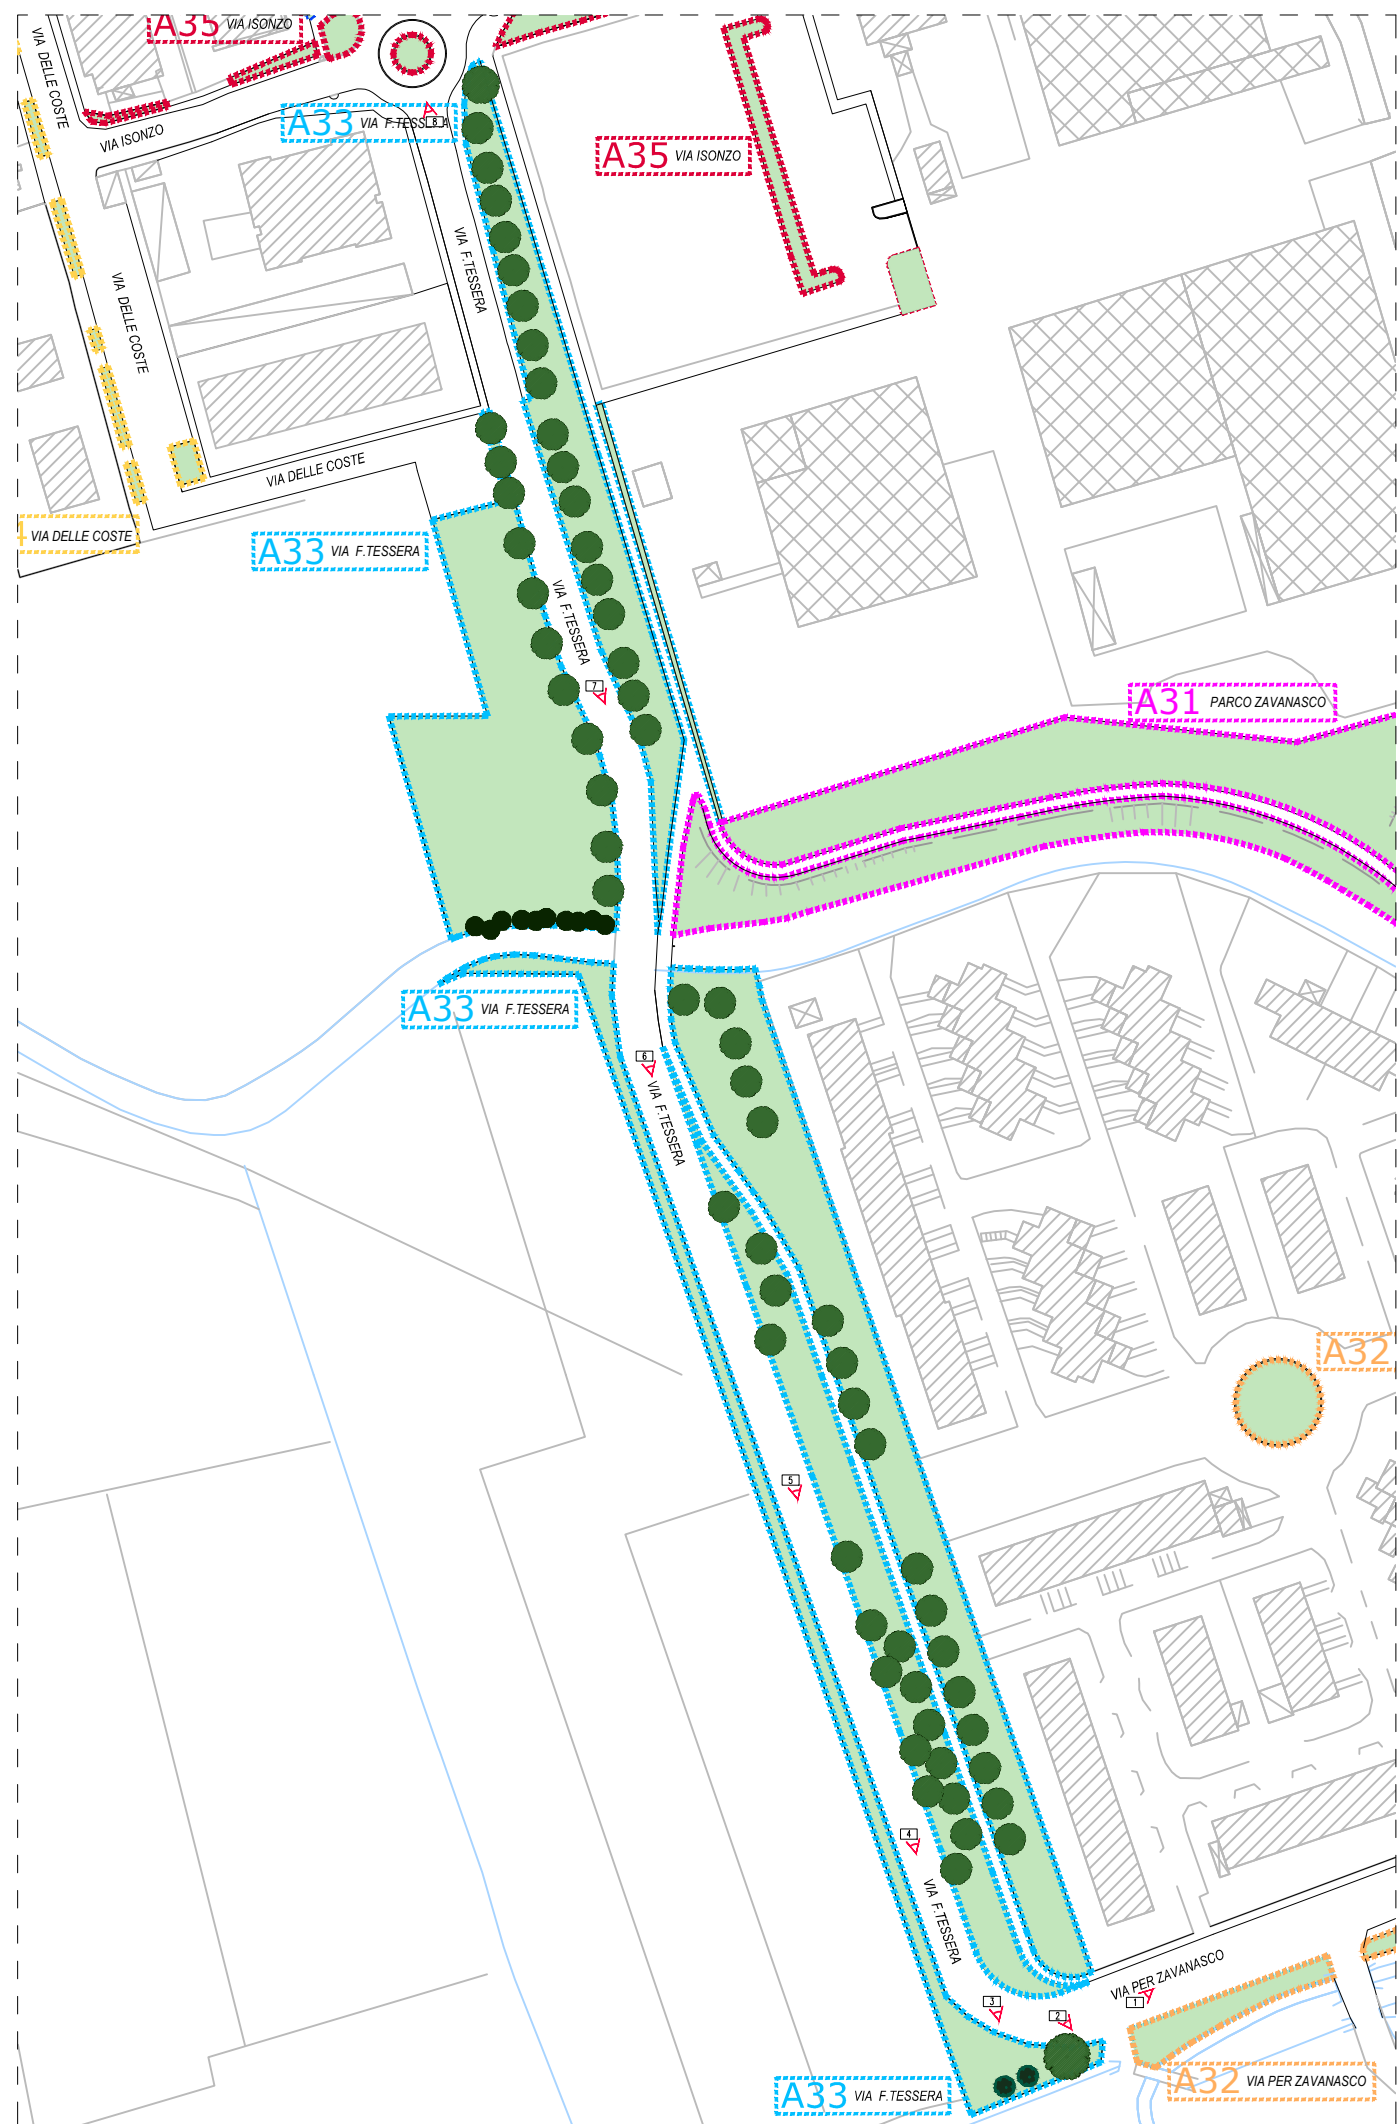 A35 VIA ISONZO
VIA DELLE COSTE
VIA ISONZO
A33 VIA F.TESSERA
8
A35 VIA ISONZO
VIA F.TESSERA
VIA DELLE COSTE
VIA DELLE COSTE
VIA DELLE COSTE
A33 VIA F.TESSERA
VIA F.TESSERA
7
A31 PARCO ZAVANASCO
A33 VIA F.TESSERA
6
VIA F.TESSERA
A32
5
4
VIA F.TESSERA
VIA PER ZAVANASCO
1
3
2
A33 VIA F.TESSERA
A32 VIA PER ZAVANASCO